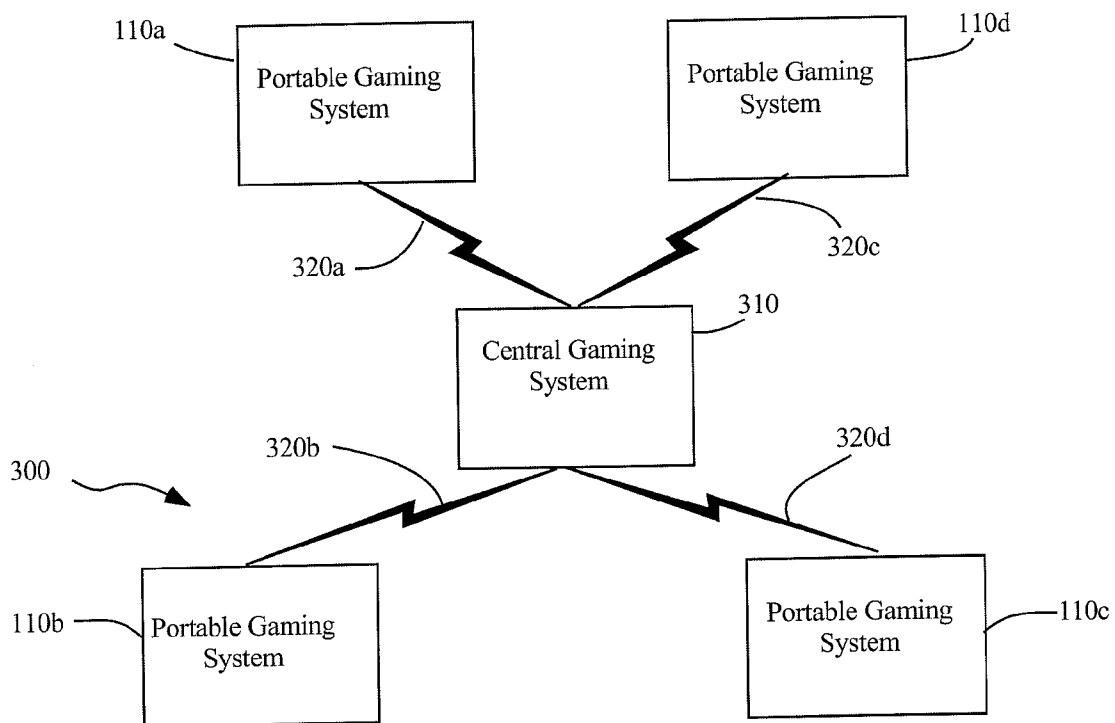 110a
Portable Gaming
System
110d
Portable Gaming
System
320a
320c
310
Central Gaming
System
320b
320d
300
110b
Portable Gaming
System
Portable Gaming
System
110c